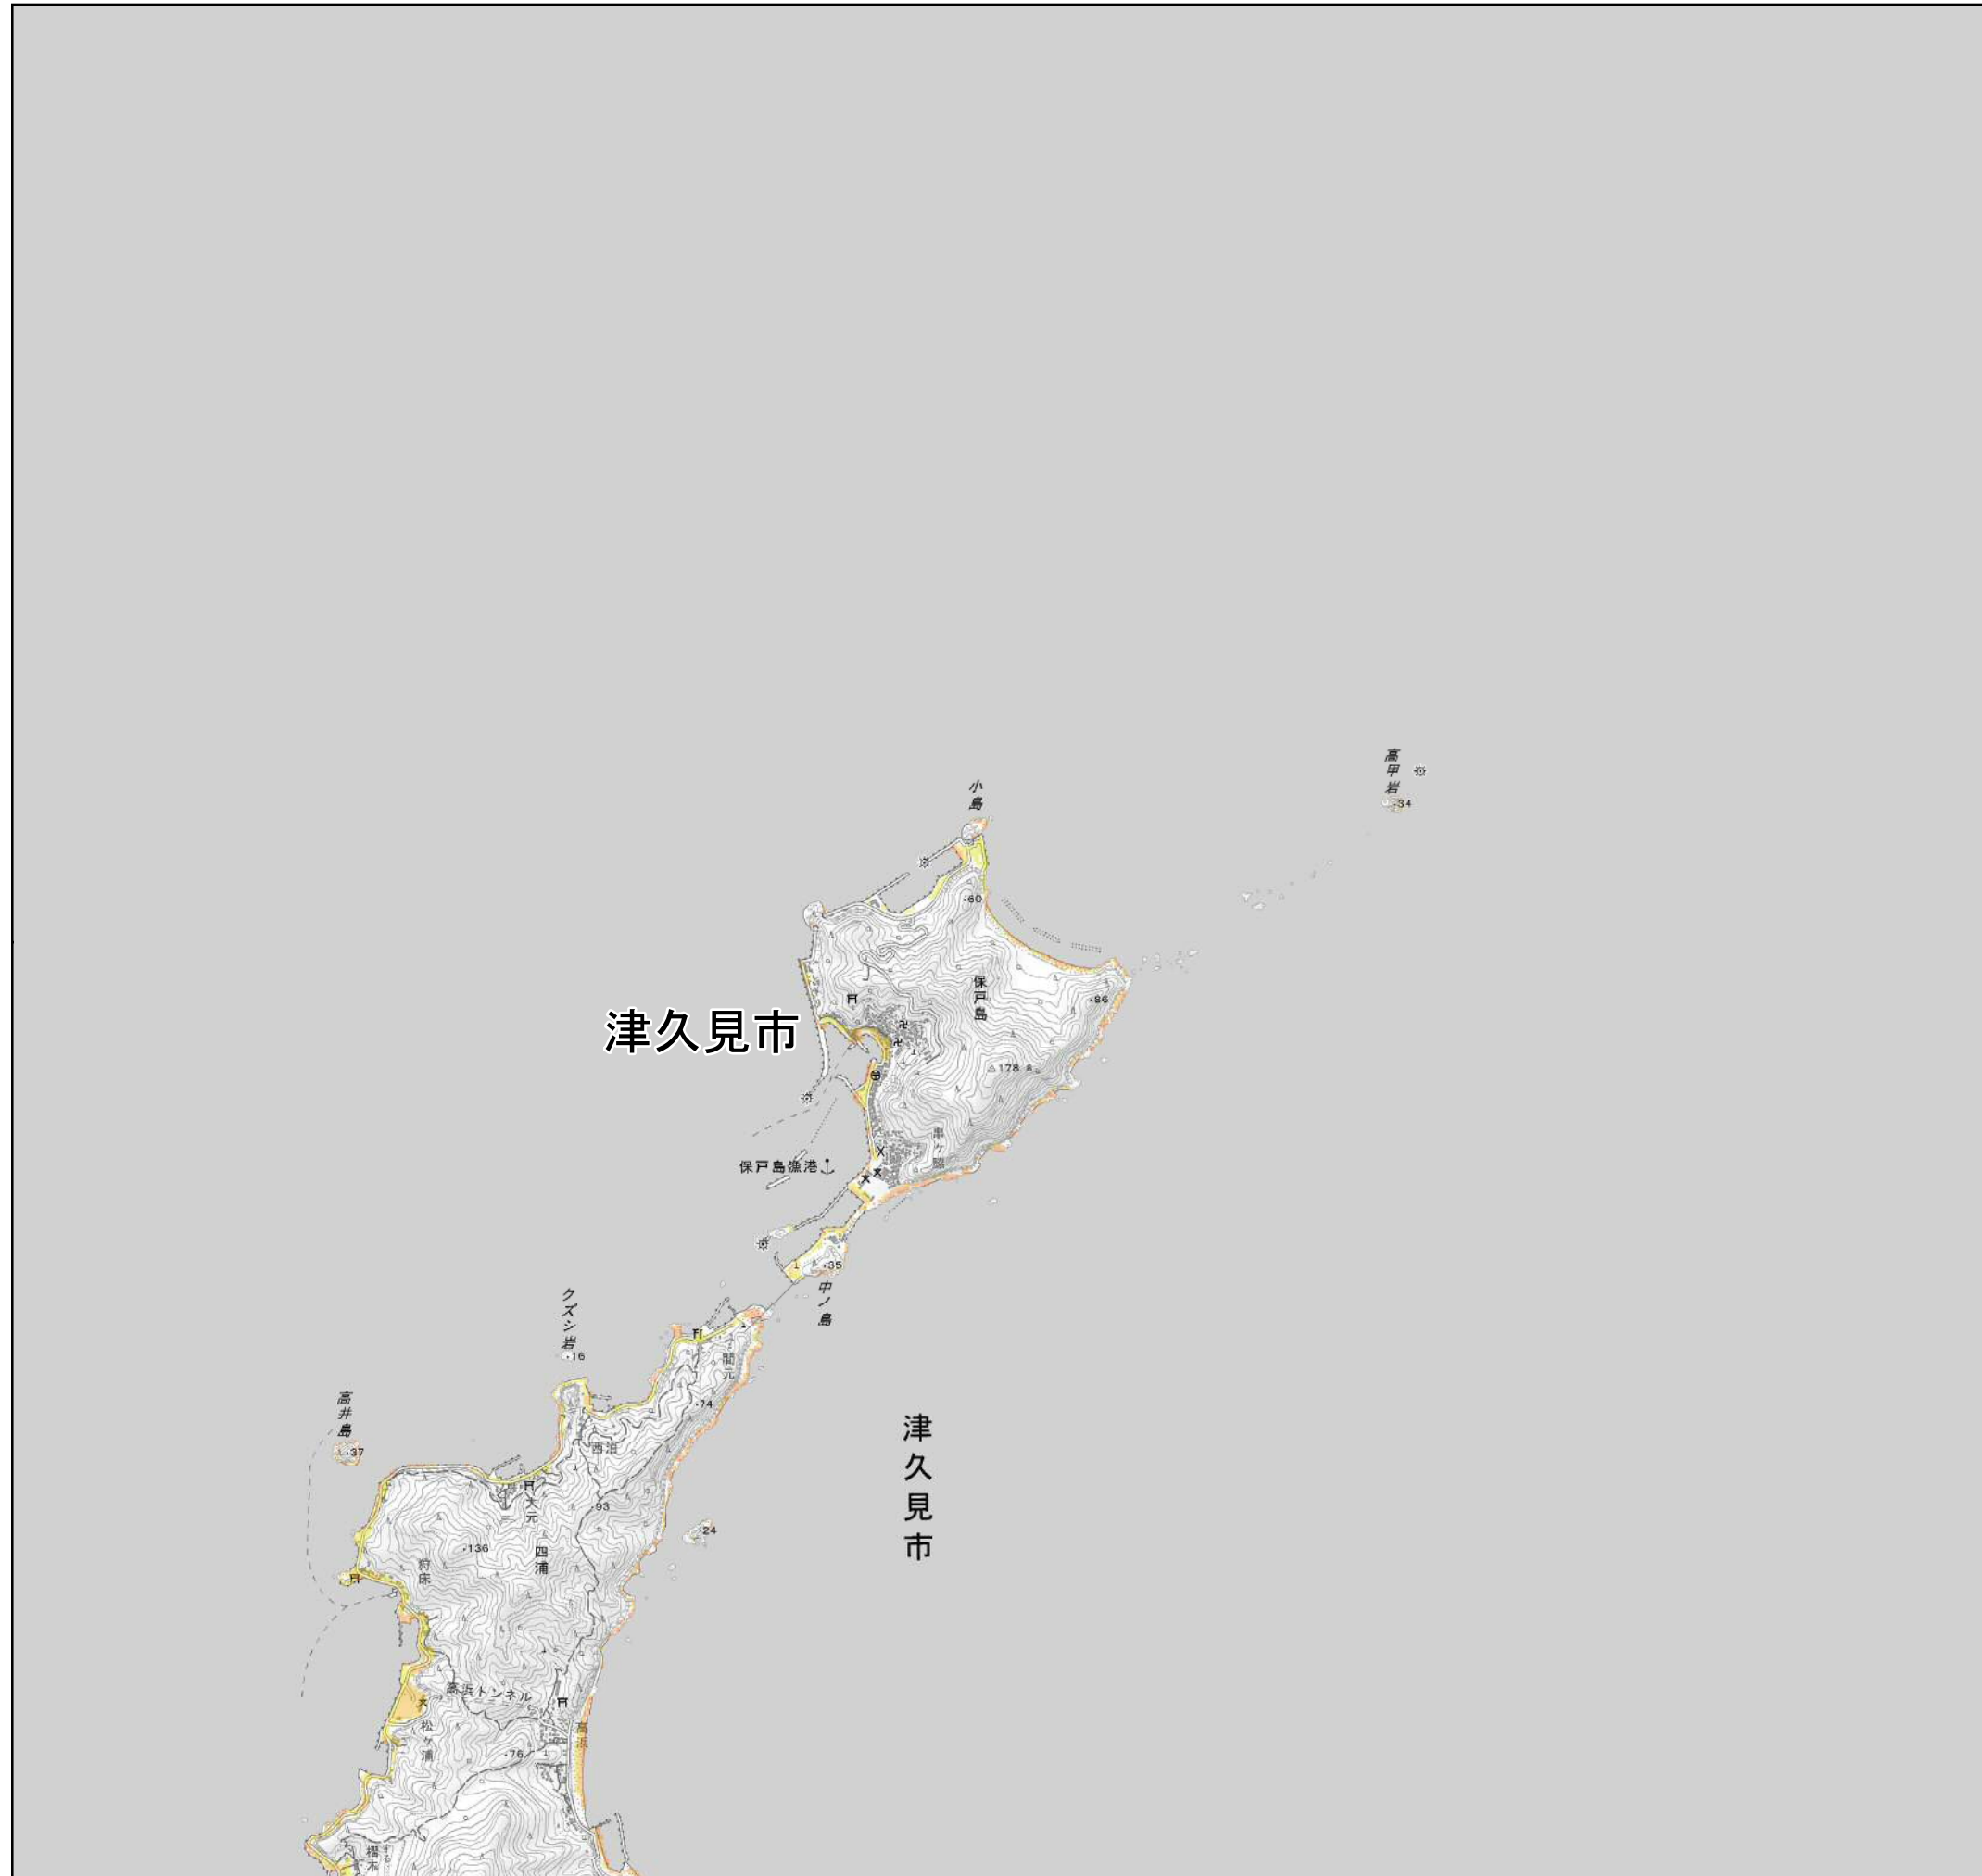 高甲岩
34
小島
60
保戸島
86
津久見市
178
串ヶ
保戸島漁港
35
中ノ島
クズシ岩
16
間元
高井島
74
津久見市
37
西泊
大元
93
24
136
四浦
狩床
高浜トンネル
高浜
松ヶ浦
76